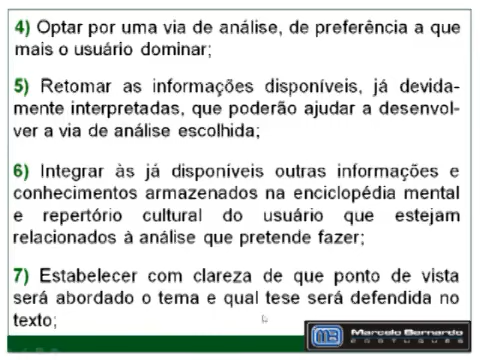 4) Optar por uma via de análise, de preferência a que
mais o usuário dominar;
5) Retomar as informações disponíveis, já devida-
mente interpretadas, que poderão ajudar a desenvol-
ver a via de análise escolhida;
6) Integrar às já disponíveis outras informações e
conhecimentos armazenados na enciclopédia mental
e repertório cultural do usuário que estejam
relacionados à análise que pretende fazer;
7) Estabelecer com clareza de que ponto de vista
será abordado o tema e qual tese será defendida no
texto;
MB Marcelo Bernardo
PORTUGUÊS